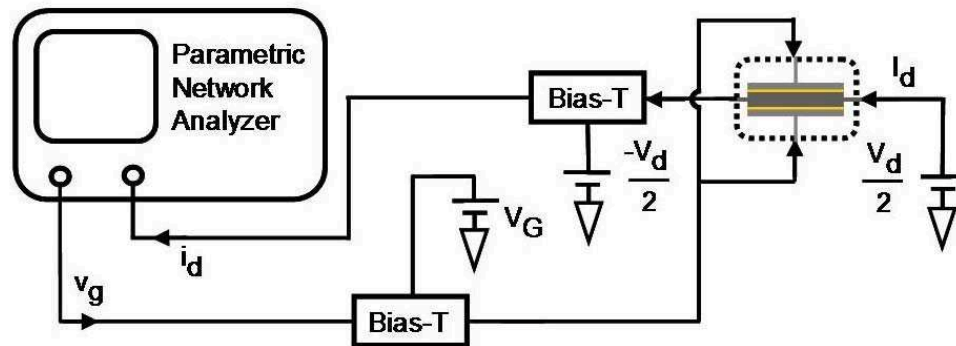 Parametric
Network
Analyzer
Bias-T
I_d
-V_d
2
V_d
2
V_G
i_d
v_g
Bias-T